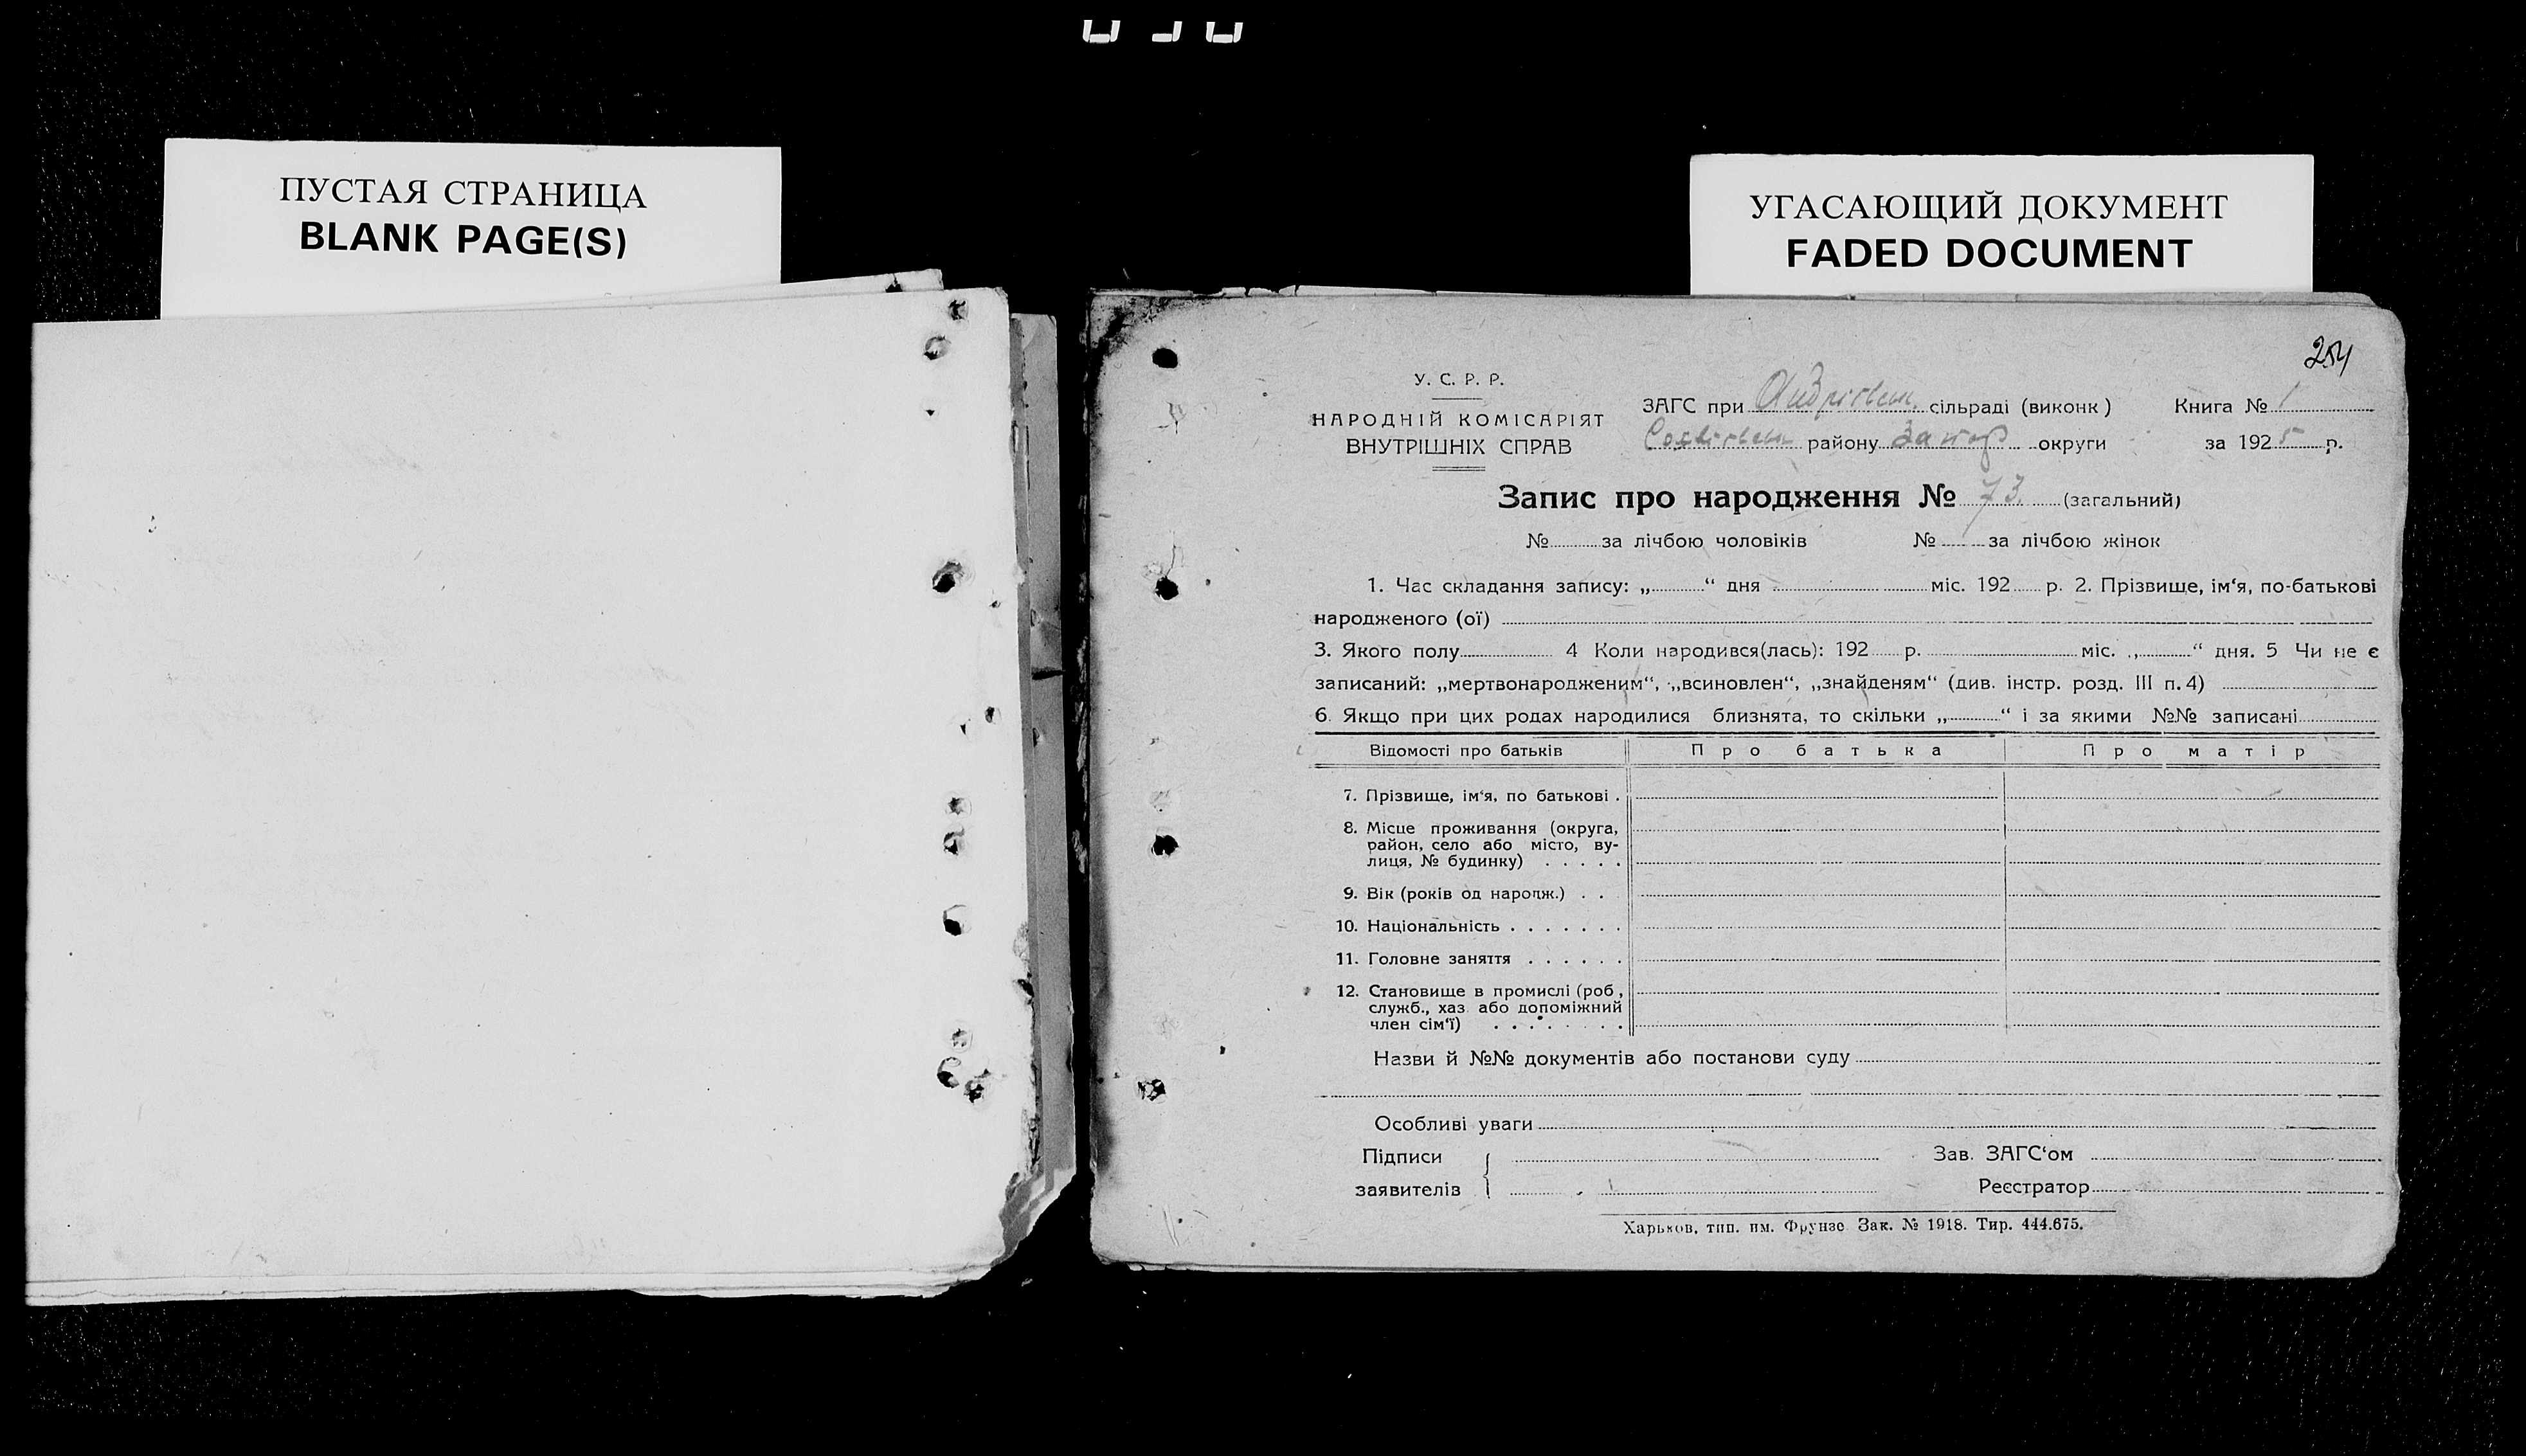 ПУСТАЯ СТРАНИЦА
BLANK PAGE(S)
УГАСАЮЩИЙ ДОКУМЕНТ
FADED DOCUMENT
254
У. С. Р. Р.
НАРОДНІЙ КОМІСАРІЯТ
ВНУТРІШНІХ СПРАВ
ЗАГС при Андріївськ. сільраді (виконк) Книга № 1
району Запор округи за 1925 р.
Запис про народження № 73. (загальний)
№ за лічбою чоловіків № за лічбою жінок
1. Час складання запису: „ “ дня міс. 192 р. 2. Прізвище, ім‘я, по-батькові
народженого (ої)
3. Якого полу 4 Коли народився(лась): 192 р. міс. „ “ дня. 5 Чи не є
записаний: „мертвонародженим“, „всиновлен“, „знайденям“ (див. інстр. розд. III п. 4)
6. Якщо при цих родах народилися близнята, то скільки „ “ і за якими №№ записані
Відомості про батьків Про батька Про матір
7. Прізвище, ім‘я, по батькові .
8. Місце проживання (округа,
район, село або місто, ву-
лиця, № будинку) . . . . .
9. Вік (років од народж.) . .
10. Національність . . . . . . .
11. Головне заняття . . . . . .
12. Становище в промислі (роб.,
служб., хаз. або допоміжний
член сім‘ї) . . . . . . .
Назви й №№ документів або постанови суду
Особливі уваги
Підписи Зав. ЗАГС‘ом
заявителів Реєстратор
Харьков, тип. им. Фрунзе Зак. № 1918. Тир. 444.675.